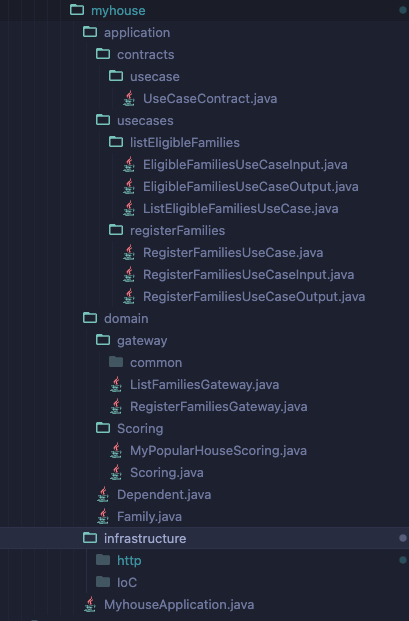 myhouse
application
contracts
usecase
UseCaseContract.java
usecases
listEligibleFamilies
EligibleFamiliesUseCaseInput.java
EligibleFamiliesUseCaseOutput.java
ListEligibleFamiliesUseCase.java
registerFamilies
RegisterFamiliesUseCase.java
RegisterFamiliesUseCaseInput.java
RegisterFamiliesUseCaseOutput.java
domain
gateway
common
ListFamiliesGateway.java
RegisterFamiliesGateway.java
Scoring
MyPopularHouseScoring.java
Scoring.java
Dependent.java
Family.java
infrastructure
http
IoC
MyhouseApplication.java